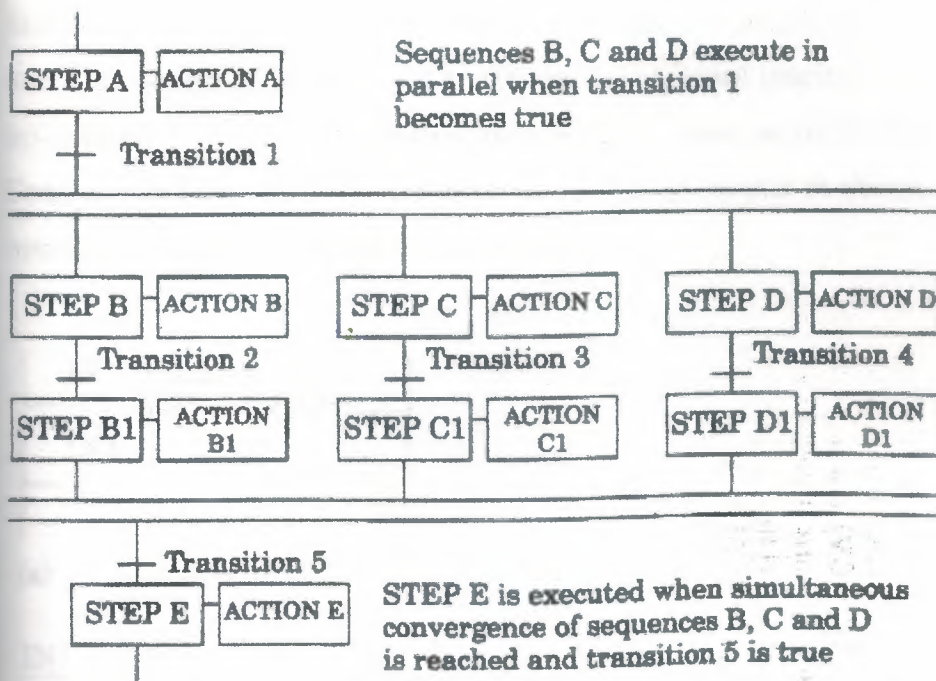 STEP A
ACTION A
Sequences B, C and D execute in
parallel when transition 1
becomes true
Transition 1
STEP B
ACTION B
STEP C
ACTION C
STEP D
ACTION D
Transition 2
Transition 3
Transition 4
STEP B1
ACTION
B1
STEP C1
ACTION
C1
STEP D1
ACTION
D1
Transition 5
STEP E
ACTION E
STEP E is executed when simultaneous
convergence of sequences B, C and D
is reached and transition 5 is true